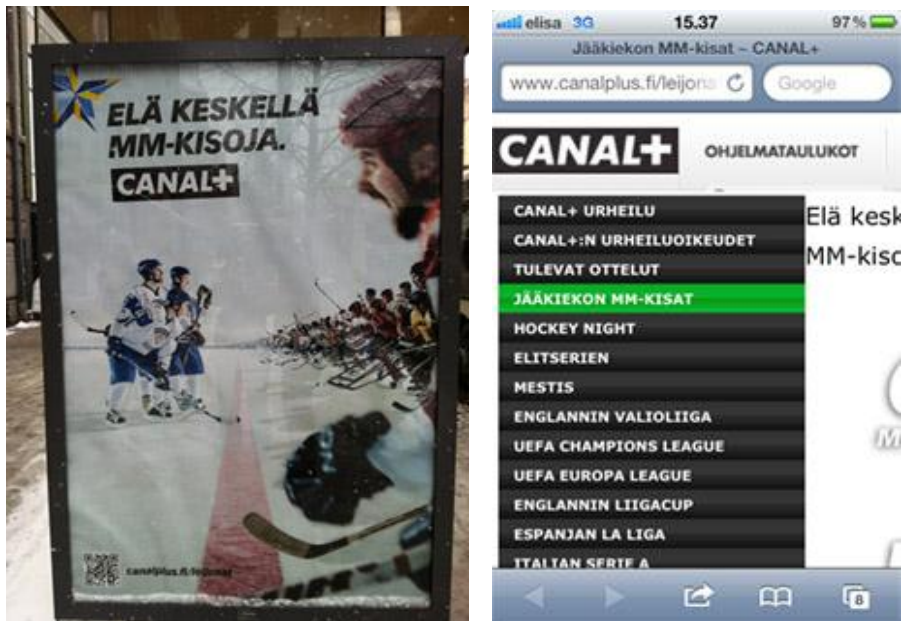 ELÄ KESKELLÄ
MM-KISOJA.
CANAL+
canalplus.fi/leijonat
elisa 3G 15.37 97 %
Jääkiekon MM-kisat – CANAL+
www.canalplus.fi/leijona Google
CANAL+ OHJELMATAULUKOT
CANAL+ URHEILU
CANAL+:N URHEILUOIKEUDET
TULEVAT OTTELUT
JÄÄKIEKON MM-KISAT
HOCKEY NIGHT
ELITSERIEN
MESTIS
ENGLANNIN VALIOLIIGA
UEFA CHAMPIONS LEAGUE
UEFA EUROPA LEAGUE
ENGLANNIN LIIGACUP
ESPANJAN LA LIGA
ITALIAN SERIE A
Elä kesk
MM-kiso
8